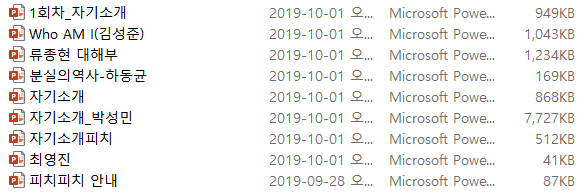 1회차_자기소개 2019-10-01 오... Microsoft Powe... 949KB
Who AM I(김성준) 2019-10-01 오... Microsoft Powe... 1,043KB
류종현 대해부 2019-10-01 오... Microsoft Powe... 1,234KB
분실의역사-하동균 2019-10-01 오... Microsoft Powe... 169KB
자기소개 2019-10-01 오... Microsoft Powe... 868KB
자기소개_박성민 2019-10-01 오... Microsoft Powe... 7,727KB
자기소개피치 2019-10-01 오... Microsoft Powe... 512KB
최영진 2019-10-01 오... Microsoft Powe... 41KB
피치피치 안내 2019-09-28 오... Microsoft Powe... 87KB